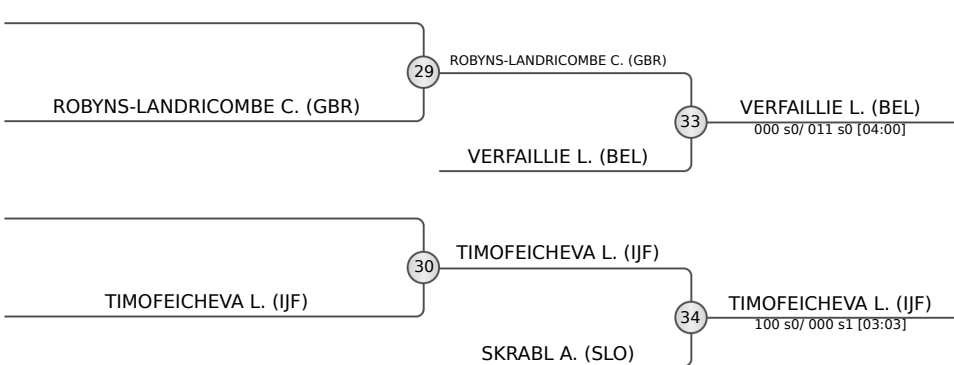 ROBYNS-LANDRICOMBE C. (GBR)
29
ROBYNS-LANDRICOMBE C. (GBR)
VERFAILLIE L. (BEL)
33
VERFAILLIE L. (BEL)
000 s0/ 011 s0 [04:00]
TIMOFEICHEVA L. (IJF)
30
TIMOFEICHEVA L. (IJF)
SKRABL A. (SLO)
34
TIMOFEICHEVA L. (IJF)
100 s0/ 000 s1 [03:03]